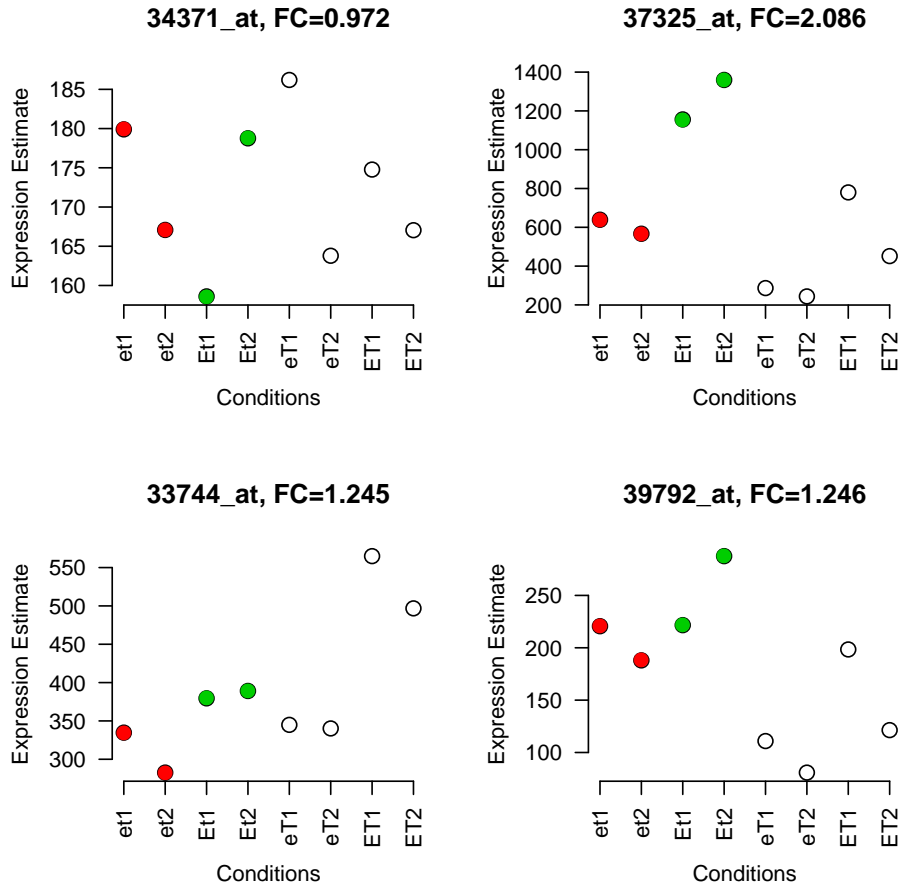 34371_at, FC=0.972
Expression Estimate
185
180
175
170
165
160
et1 et2 Et1 Et2 eT1 eT2 ET1 ET2
Conditions
37325_at, FC=2.086
Expression Estimate
1400
1200
1000
800
600
400
200
et1 et2 Et1 Et2 eT1 eT2 ET1 ET2
Conditions
33744_at, FC=1.245
Expression Estimate
550
500
450
400
350
300
et1 et2 Et1 Et2 eT1 eT2 ET1 ET2
Conditions
39792_at, FC=1.246
Expression Estimate
250
200
150
100
et1 et2 Et1 Et2 eT1 eT2 ET1 ET2
Conditions